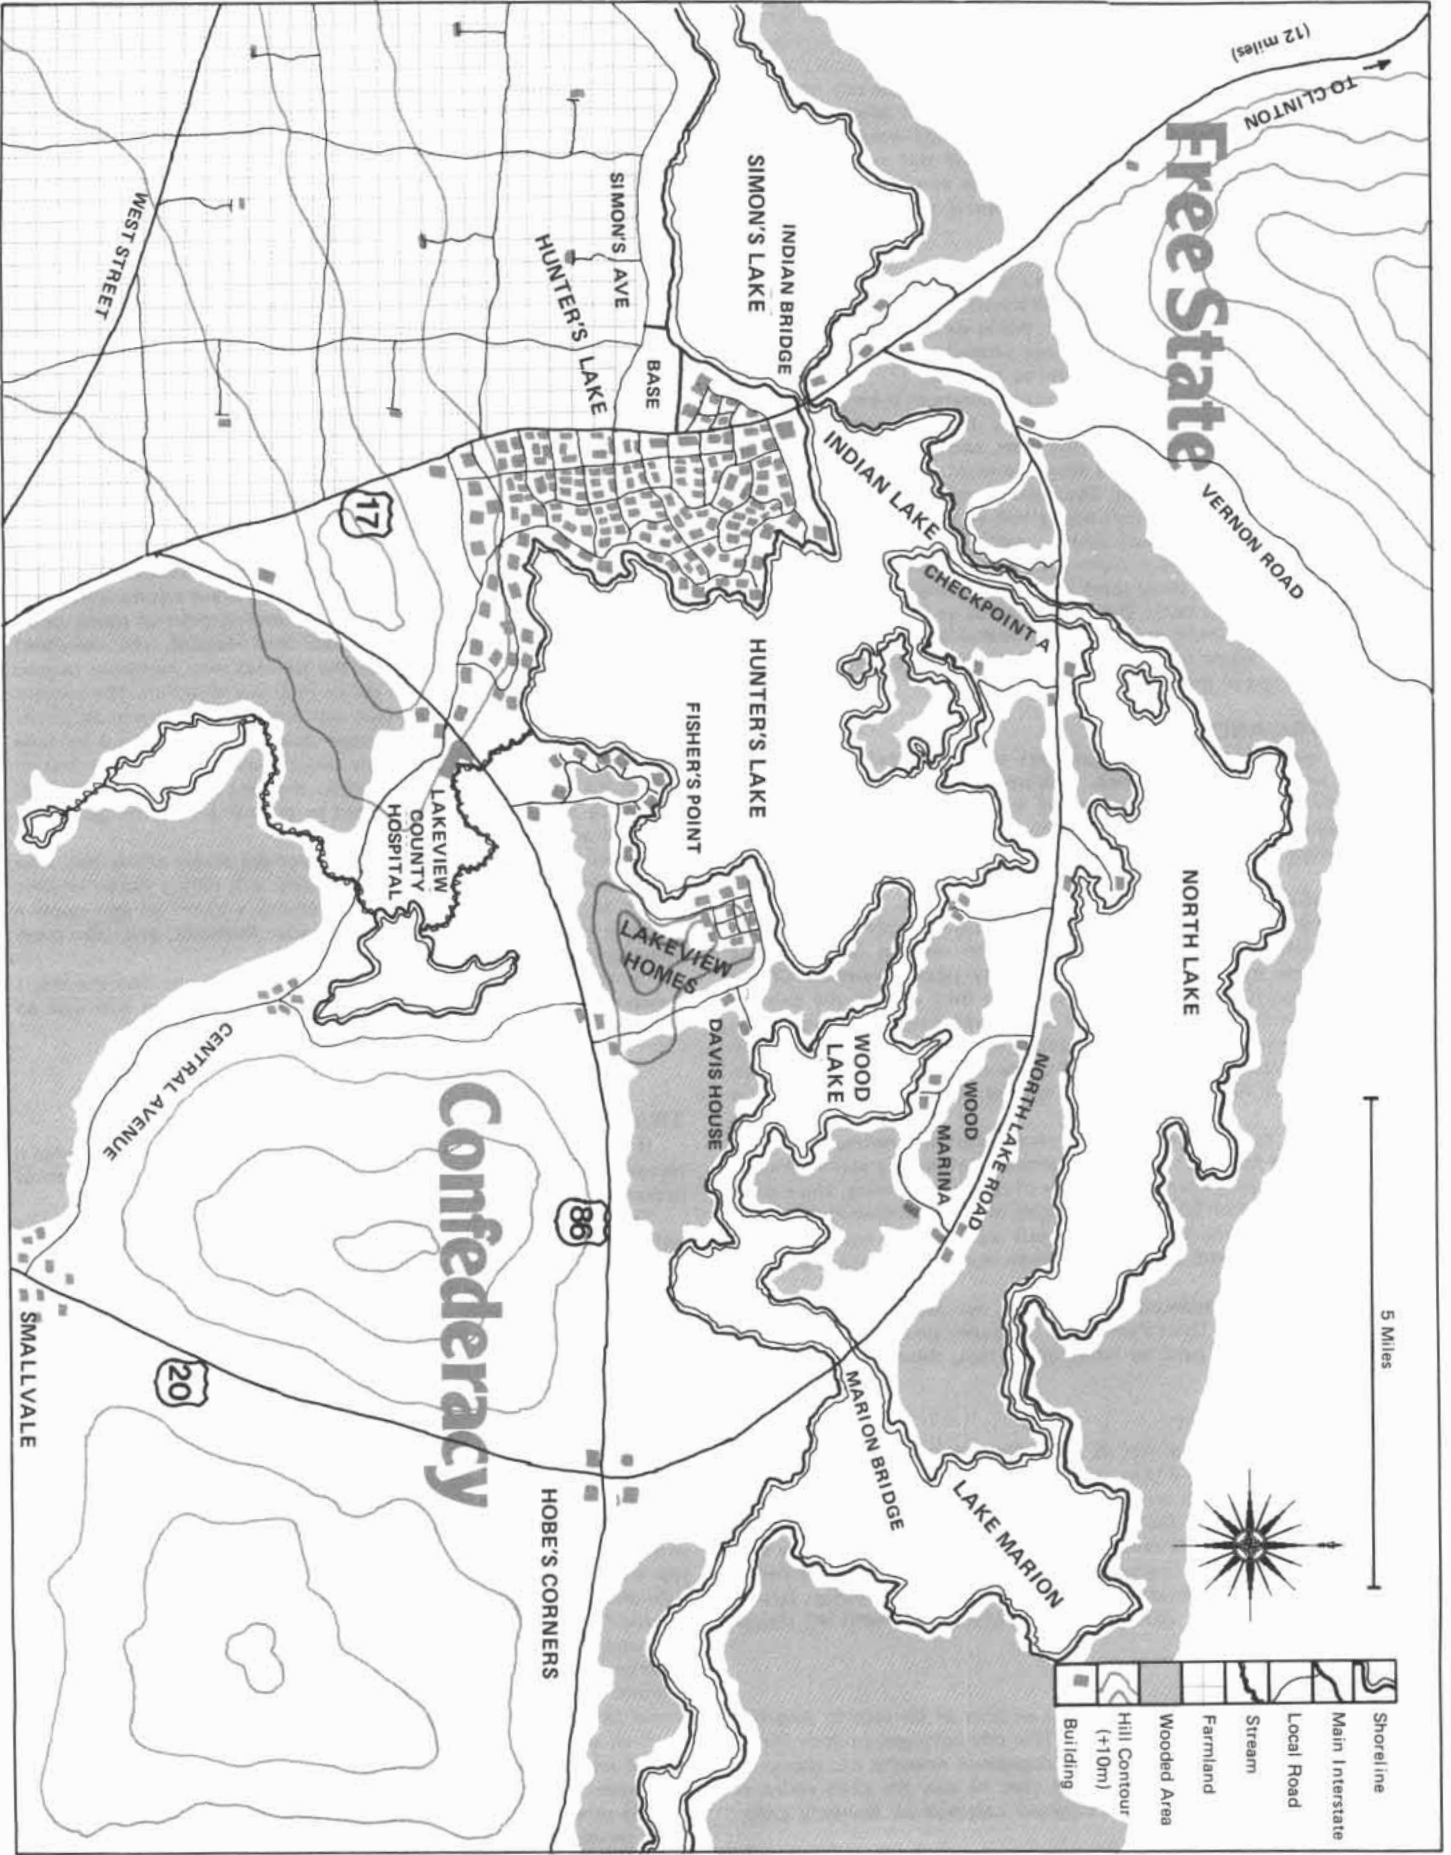 (12 miles)
TO CLINTON
Free State
VERNON ROAD
5 Miles
SIMON'S LAKE
INDIAN BRIDGE
INDIAN LAKE
CHECKPOINT A
NORTH LAKE
NORTH LAKE ROAD
SIMON'S AVE
BASE
HUNTER'S LAKE
HUNTER'S LAKE
FISHER'S POINT
LAKEVIEW
HOMES
WOOD
LAKE
WOOD
MARINA
DAVIS HOUSE
MARION BRIDGE
LAKE MARION
WEST STREET
17
LAKEVIEW
COUNTY
HOSPITAL
CENTRAL AVENUE
Confederacy
86
20
HOBE'S CORNERS
SMALLVALE
Shoreline
Main Interstate
Local Road
Stream
Farmland
Wooded Area
Hill Contour
(+10m)
Building